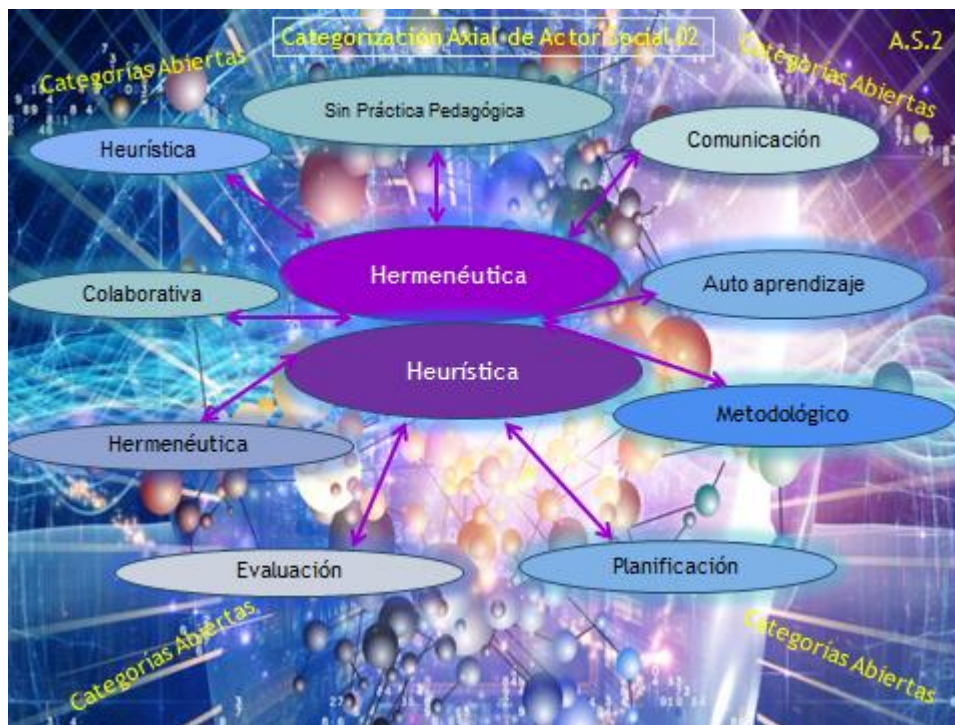 Categorización Axial de Actor Social 02
A.S.2
Categorías Abiertas
Categorías Abiertas
Sin Práctica Pedagógica
Heurística
Comunicación
Hermenéutica
Auto aprendizaje
Colaborativa
Heurística
Metodológico
Hermenéutica
Evaluación
Planificación
Categorías Abiertas
Categorías Abiertas